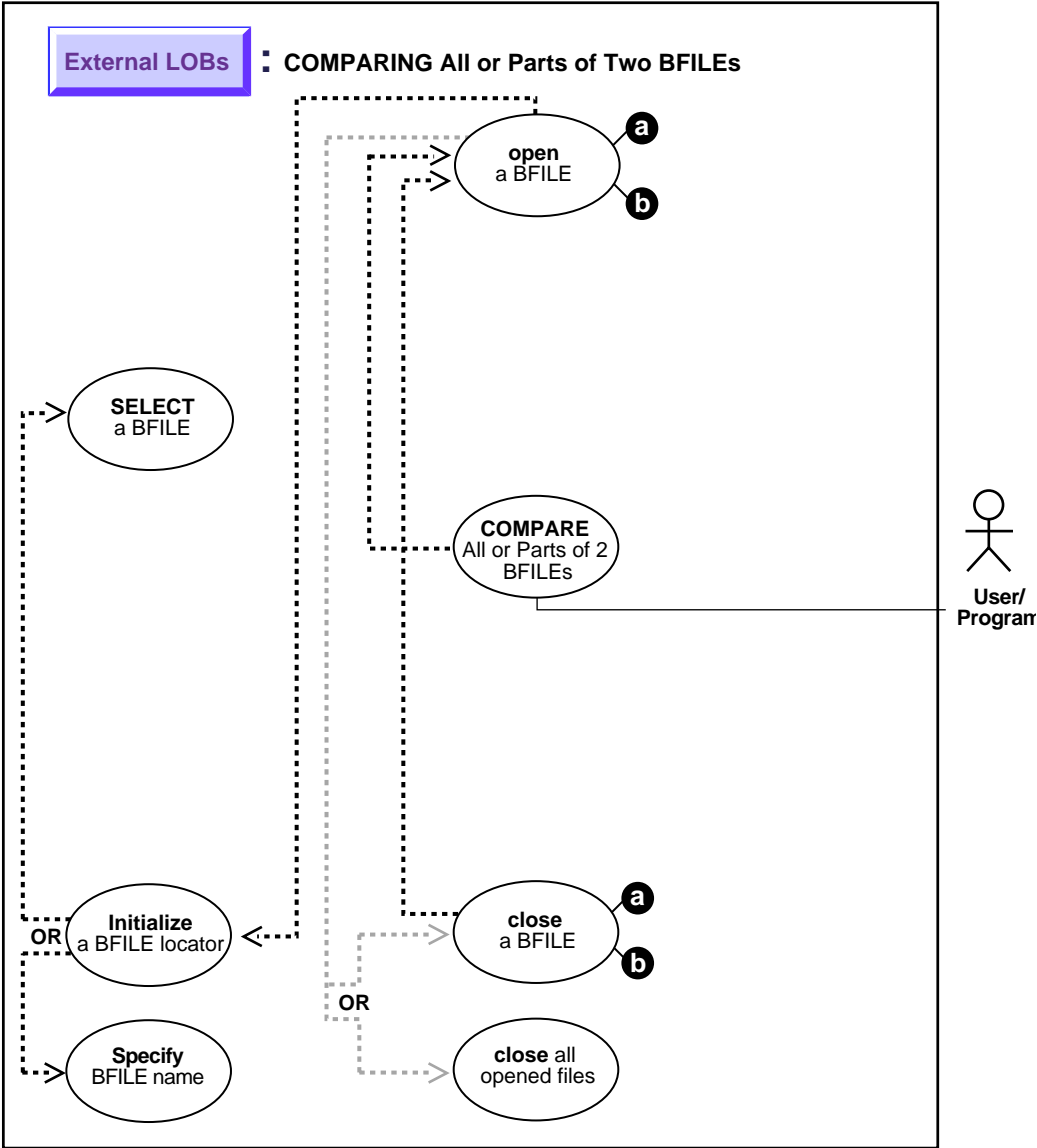 External LOBs : COMPARING All or Parts of Two BFILEs
a
open
a BFILE
b
SELECT
a BFILE
COMPARE
All or Parts of 2
BFILEs
User/
Program
a
close
a BFILE
b
Initialize
a BFILE locator
OR
OR
Specify
BFILE name
close all
opened files